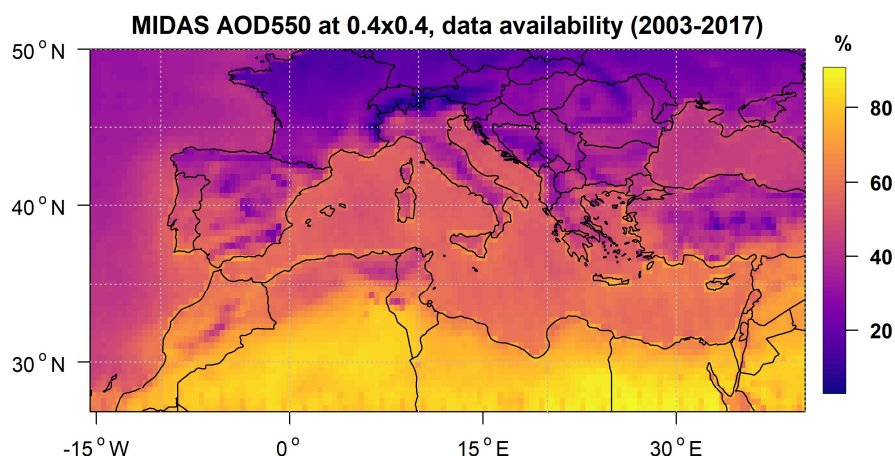 MIDAS AOD550 at 0.4x0.4, data availability (2003-2017)
%
50°N
40°N
30°N
80
60
40
20
-15°W
0°
15°E
30°E